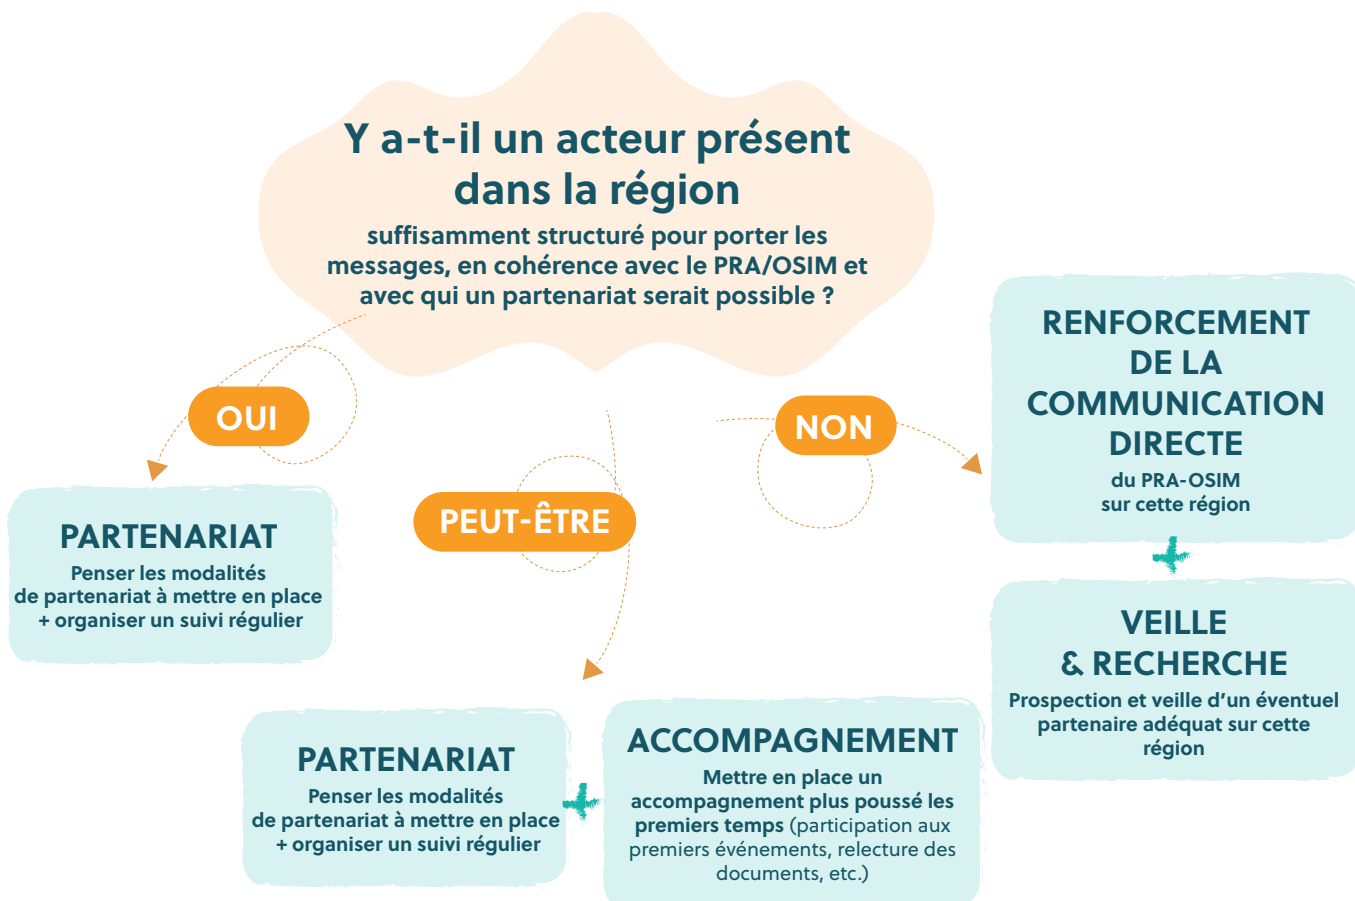 Y a-t-il un acteur présent
dans la région
suffisamment structuré pour porter les
messages, en cohérence avec le PRA/OSIM et
avec qui un partenariat serait possible ?
OUI
PARTENARIAT
Penser les modalités
de partenariat à mettre en place
+ organiser un suivi régulier
PEUT-ÊTRE
PARTENARIAT
Penser les modalités
de partenariat à mettre en place
+ organiser un suivi régulier
+
ACCOMPAGNEMENT
Mettre en place un
accompagnement plus poussé les
premiers temps (participation aux
premiers événements, relecture des
documents, etc.)
NON
RENFORCEMENT
DE LA
COMMUNICATION
DIRECTE
du PRA-OSIM
sur cette région
+
VEILLE
& RECHERCHE
Prospection et veille d’un éventuel
partenaire adéquat sur cette
région